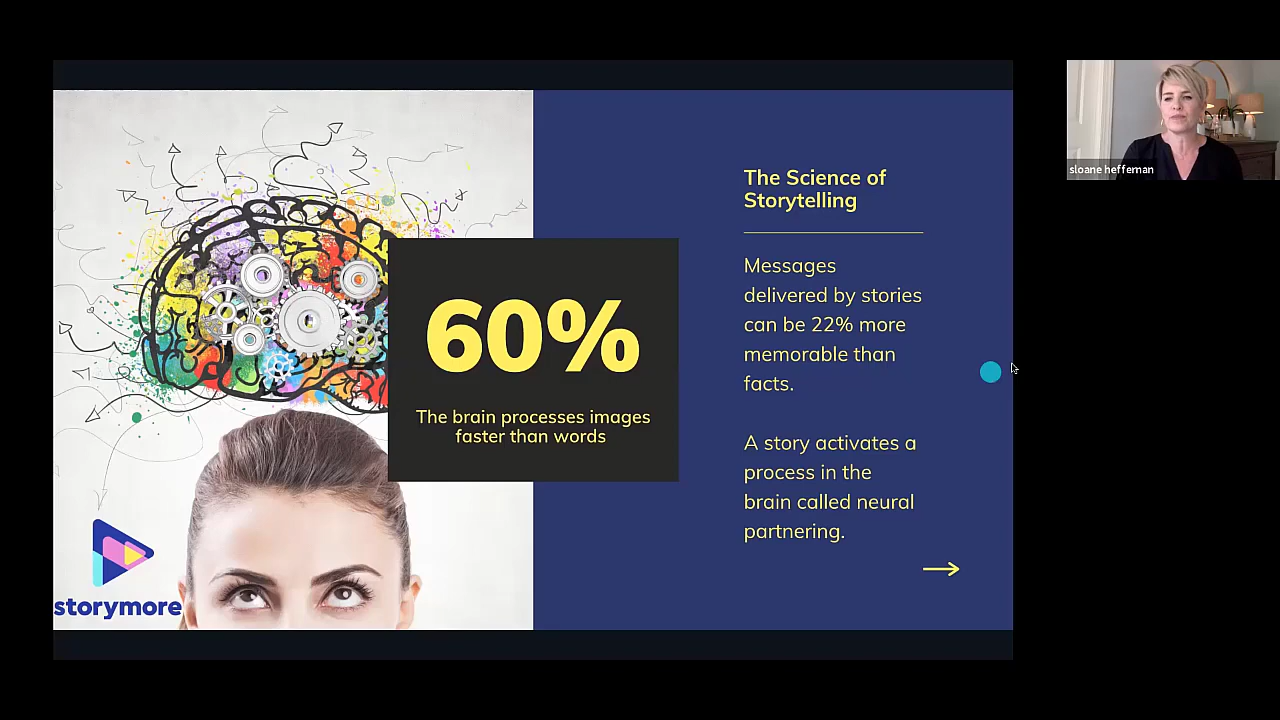 The Science of
Storytelling
Messages
delivered by stories
can be 22% more
memorable than
facts.
A story activates a
process in the
brain called neural
partnering.
60%
The brain processes images
faster than words
storymore
sloane heffernan